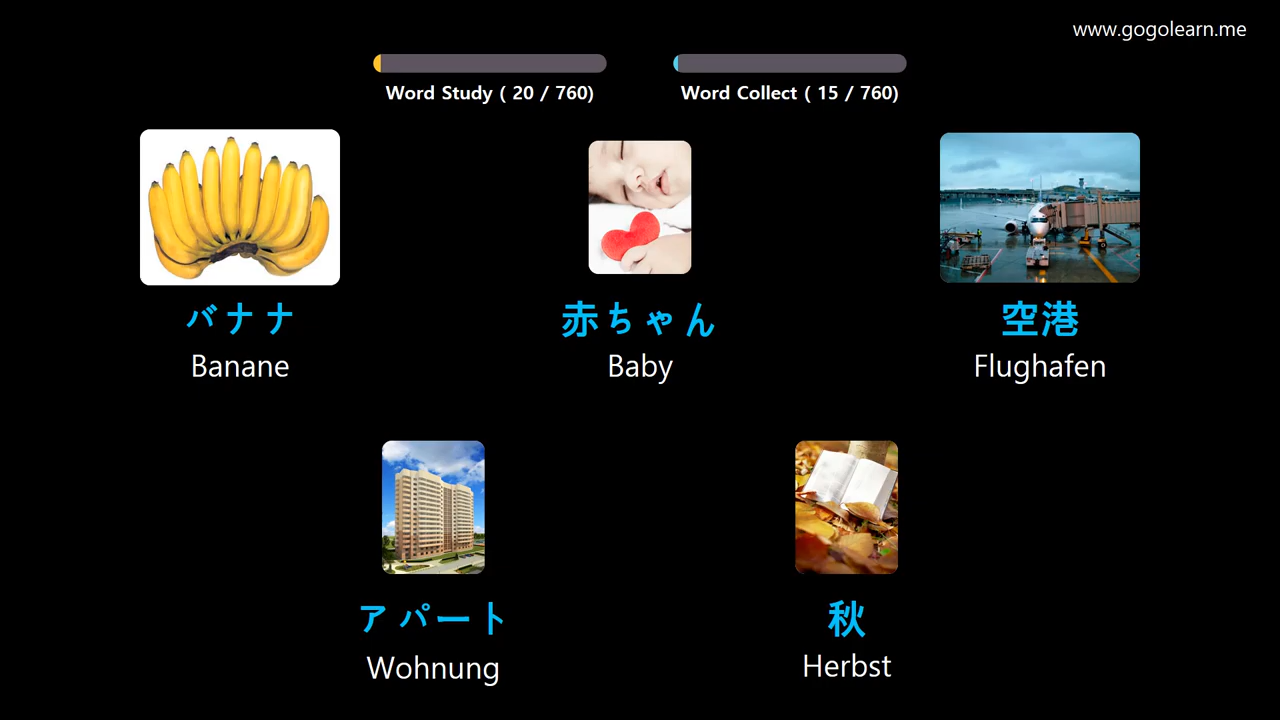 www.gogolearn.me
Word Study ( 20 / 760)
Word Collect ( 15 / 760)
バナナ
Banane
赤ちゃん
Baby
空港
Flughafen
アパート
Wohnung
秋
Herbst